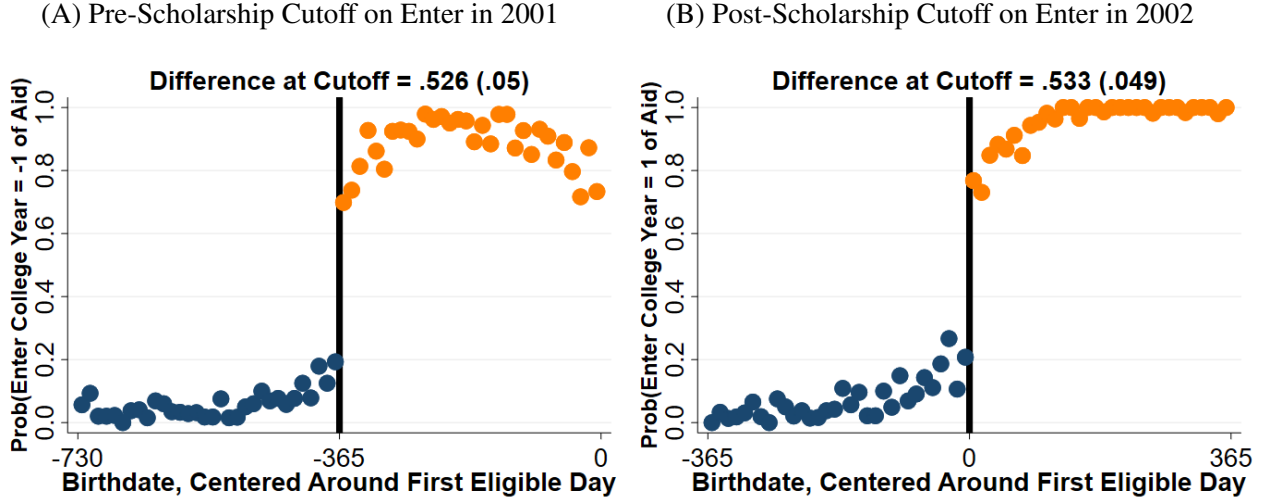 (A) Pre-Scholarship Cutoff on Enter in 2001
Difference at Cutoff = .526 (.05)
Prob(Enter College Year = -1 of Aid)
1.0
0.8
0.6
0.4
0.2
0.0
-730
-365
0
Birthdate, Centered Around First Eligible Day
(B) Post-Scholarship Cutoff on Enter in 2002
Difference at Cutoff = .533 (.049)
Prob(Enter College Year = 1 of Aid)
1.0
0.8
0.6
0.4
0.2
0.0
-365
0
365
Birthdate, Centered Around First Eligible Day